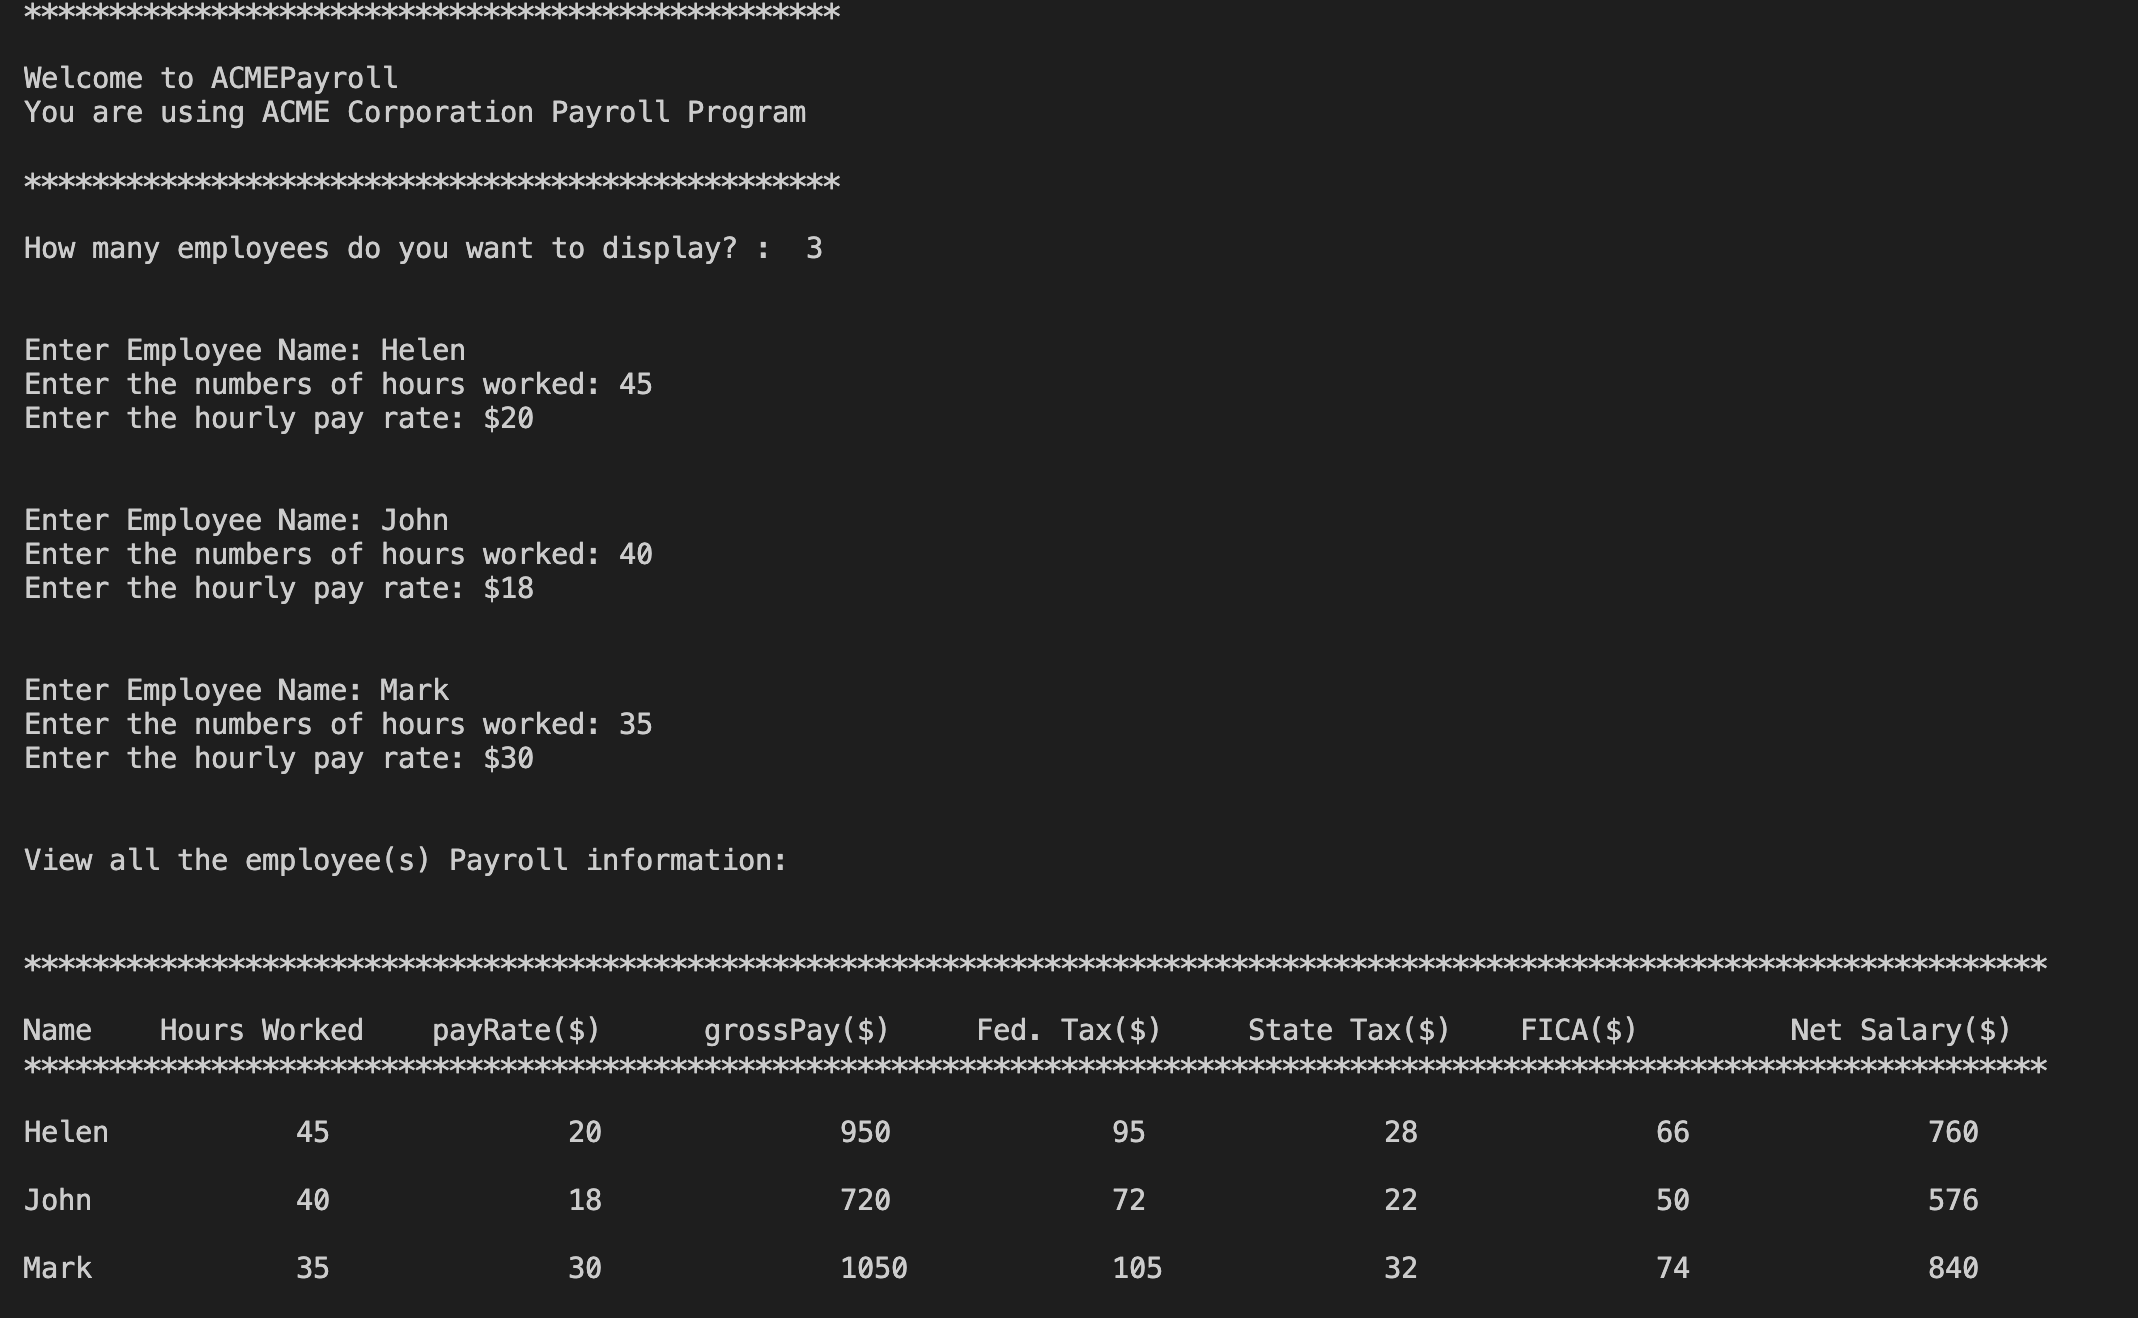 ************************************************
Welcome to ACMEPayroll
You are using ACME Corporation Payroll Program
************************************************
How many employees do you want to display? :  3
Enter Employee Name: Helen
Enter the numbers of hours worked: 45
Enter the hourly pay rate: $20
Enter Employee Name: John
Enter the numbers of hours worked: 40
Enter the hourly pay rate: $18
Enter Employee Name: Mark
Enter the numbers of hours worked: 35
Enter the hourly pay rate: $30
View all the employee(s) Payroll information:
***********************************************************************************************************************
Name    Hours Worked    payRate($)      grossPay($)     Fed. Tax($)     State Tax($)    FICA($)         Net Salary($)
***********************************************************************************************************************
Helen           45              20              950             95              28              66              760
John            40              18              720             72              22              50              576
Mark            35              30              1050            105             32              74              840